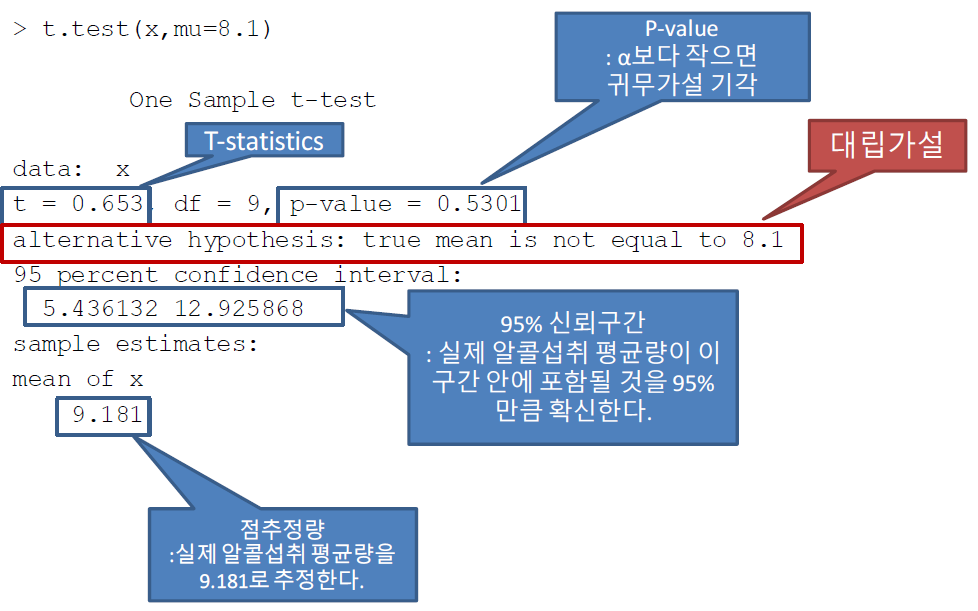 > t.test(x,mu=8.1)
P-value
: α보다 작으면
귀무가설 기각
One Sample t-test
T-statistics
대립가설
data: x
t = 0.653, df = 9, p-value = 0.5301
alternative hypothesis: true mean is not equal to 8.1
95 percent confidence interval:
5.436132 12.925868
95% 신뢰구간
: 실제 알콜섭취 평균량이 이
구간 안에 포함될 것을 95%
만큼 확신한다.
sample estimates:
mean of x
9.181
점추정량
:실제 알콜섭취 평균량을
9.181로 추정한다.